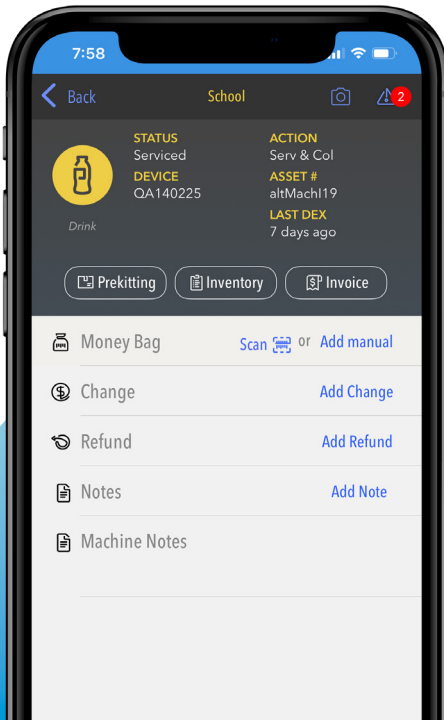 7:58
Back School 2
STATUS ACTION
Serviced Serv & Col
DEVICE ASSET #
QA140225 altMachl19
LAST DEX
Drink 7 days ago
Prekitting Inventory Invoice
Money Bag Scan or Add manual
Change Add Change
Refund Add Refund
Notes Add Note
Machine Notes